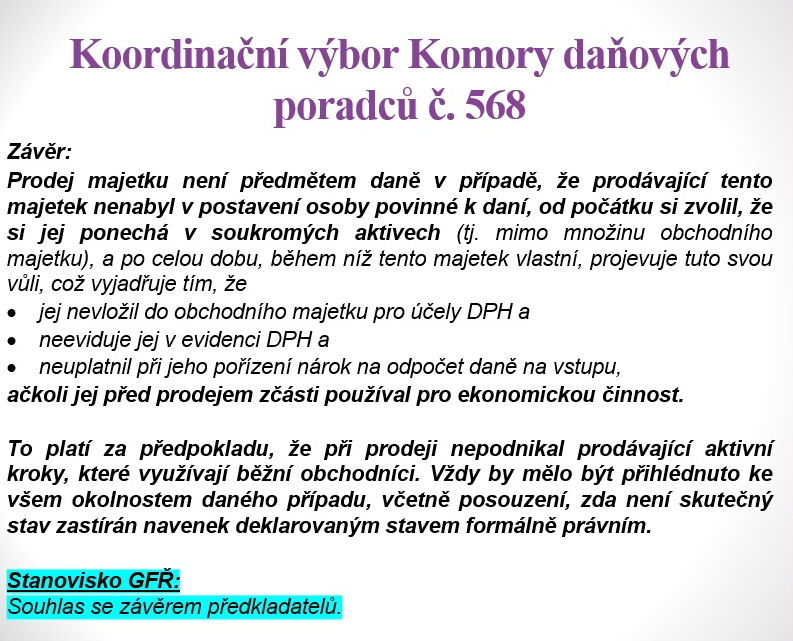 Koordinační výbor Komory daňových
poradců č. 568
Závěr:
Prodej majetku není předmětem daně v případě, že prodávající tento
majetek nenabyl v postavení osoby povinné k daní, od počátku si zvolil, že
si jej ponechá v soukromých aktivech (tj. mimo množinu obchodního
majetku), a po celou dobu, během níž tento majetek vlastní, projevuje tuto svou
vůli, což vyjadřuje tím, že
• jej nevložil do obchodního majetku pro účely DPH a
• neeviduje jej v evidenci DPH a
• neuplatnil při jeho pořízení nárok na odpočet daně na vstupu,
ačkoli jej před prodejem zčásti používal pro ekonomickou činnost.
To platí za předpokladu, že při prodeji nepodnikal prodávající aktivní
kroky, které využívají běžní obchodníci. Vždy by mělo být přihlédnuto ke
všem okolnostem daného případu, včetně posouzení, zda není skutečný
stav zastírán navenek deklarovaným stavem formálně právním.
Stanovisko GFŘ:
Souhlas se závěrem předkladatelů.